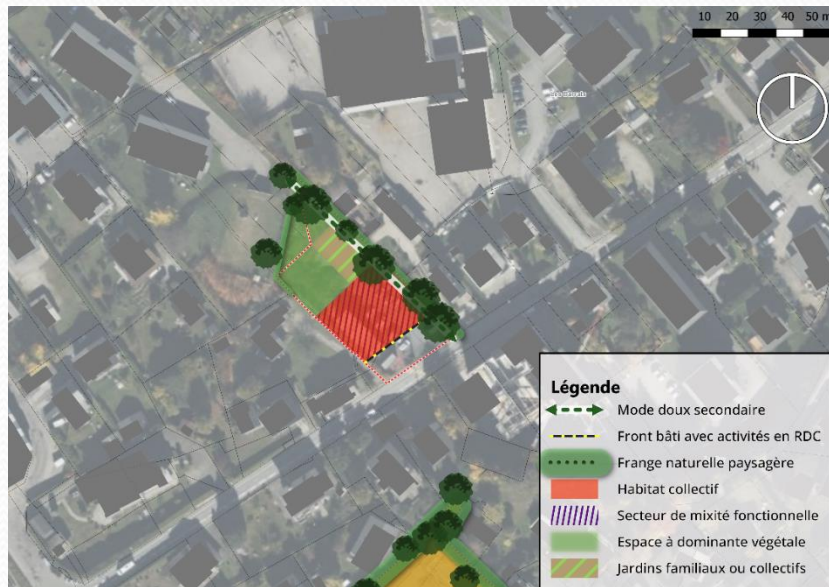 10 20 30 40 50 m
Légende
Mode doux secondaire
Front bâti avec activités en RDC
Frange naturelle paysagère
Habitat collectif
Secteur de mixité fonctionnelle
Espace à dominante végétale
Jardins familiaux ou collectifs